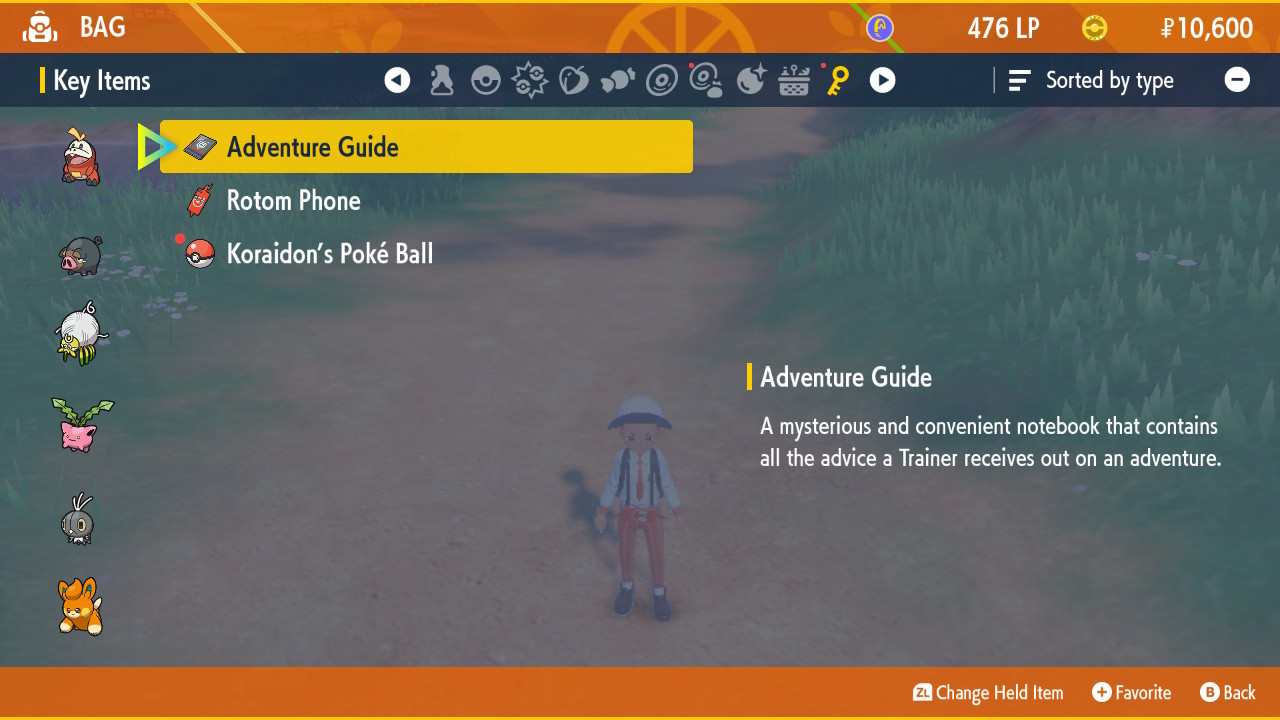 BAG
476 LP
₽10,600
Key Items
Sorted by type
Adventure Guide
Rotom Phone
Koraidon's Poké Ball
Adventure Guide
A mysterious and convenient notebook that contains
all the advice a Trainer receives out on an adventure.
ZL Change Held Item
+ Favorite
B Back